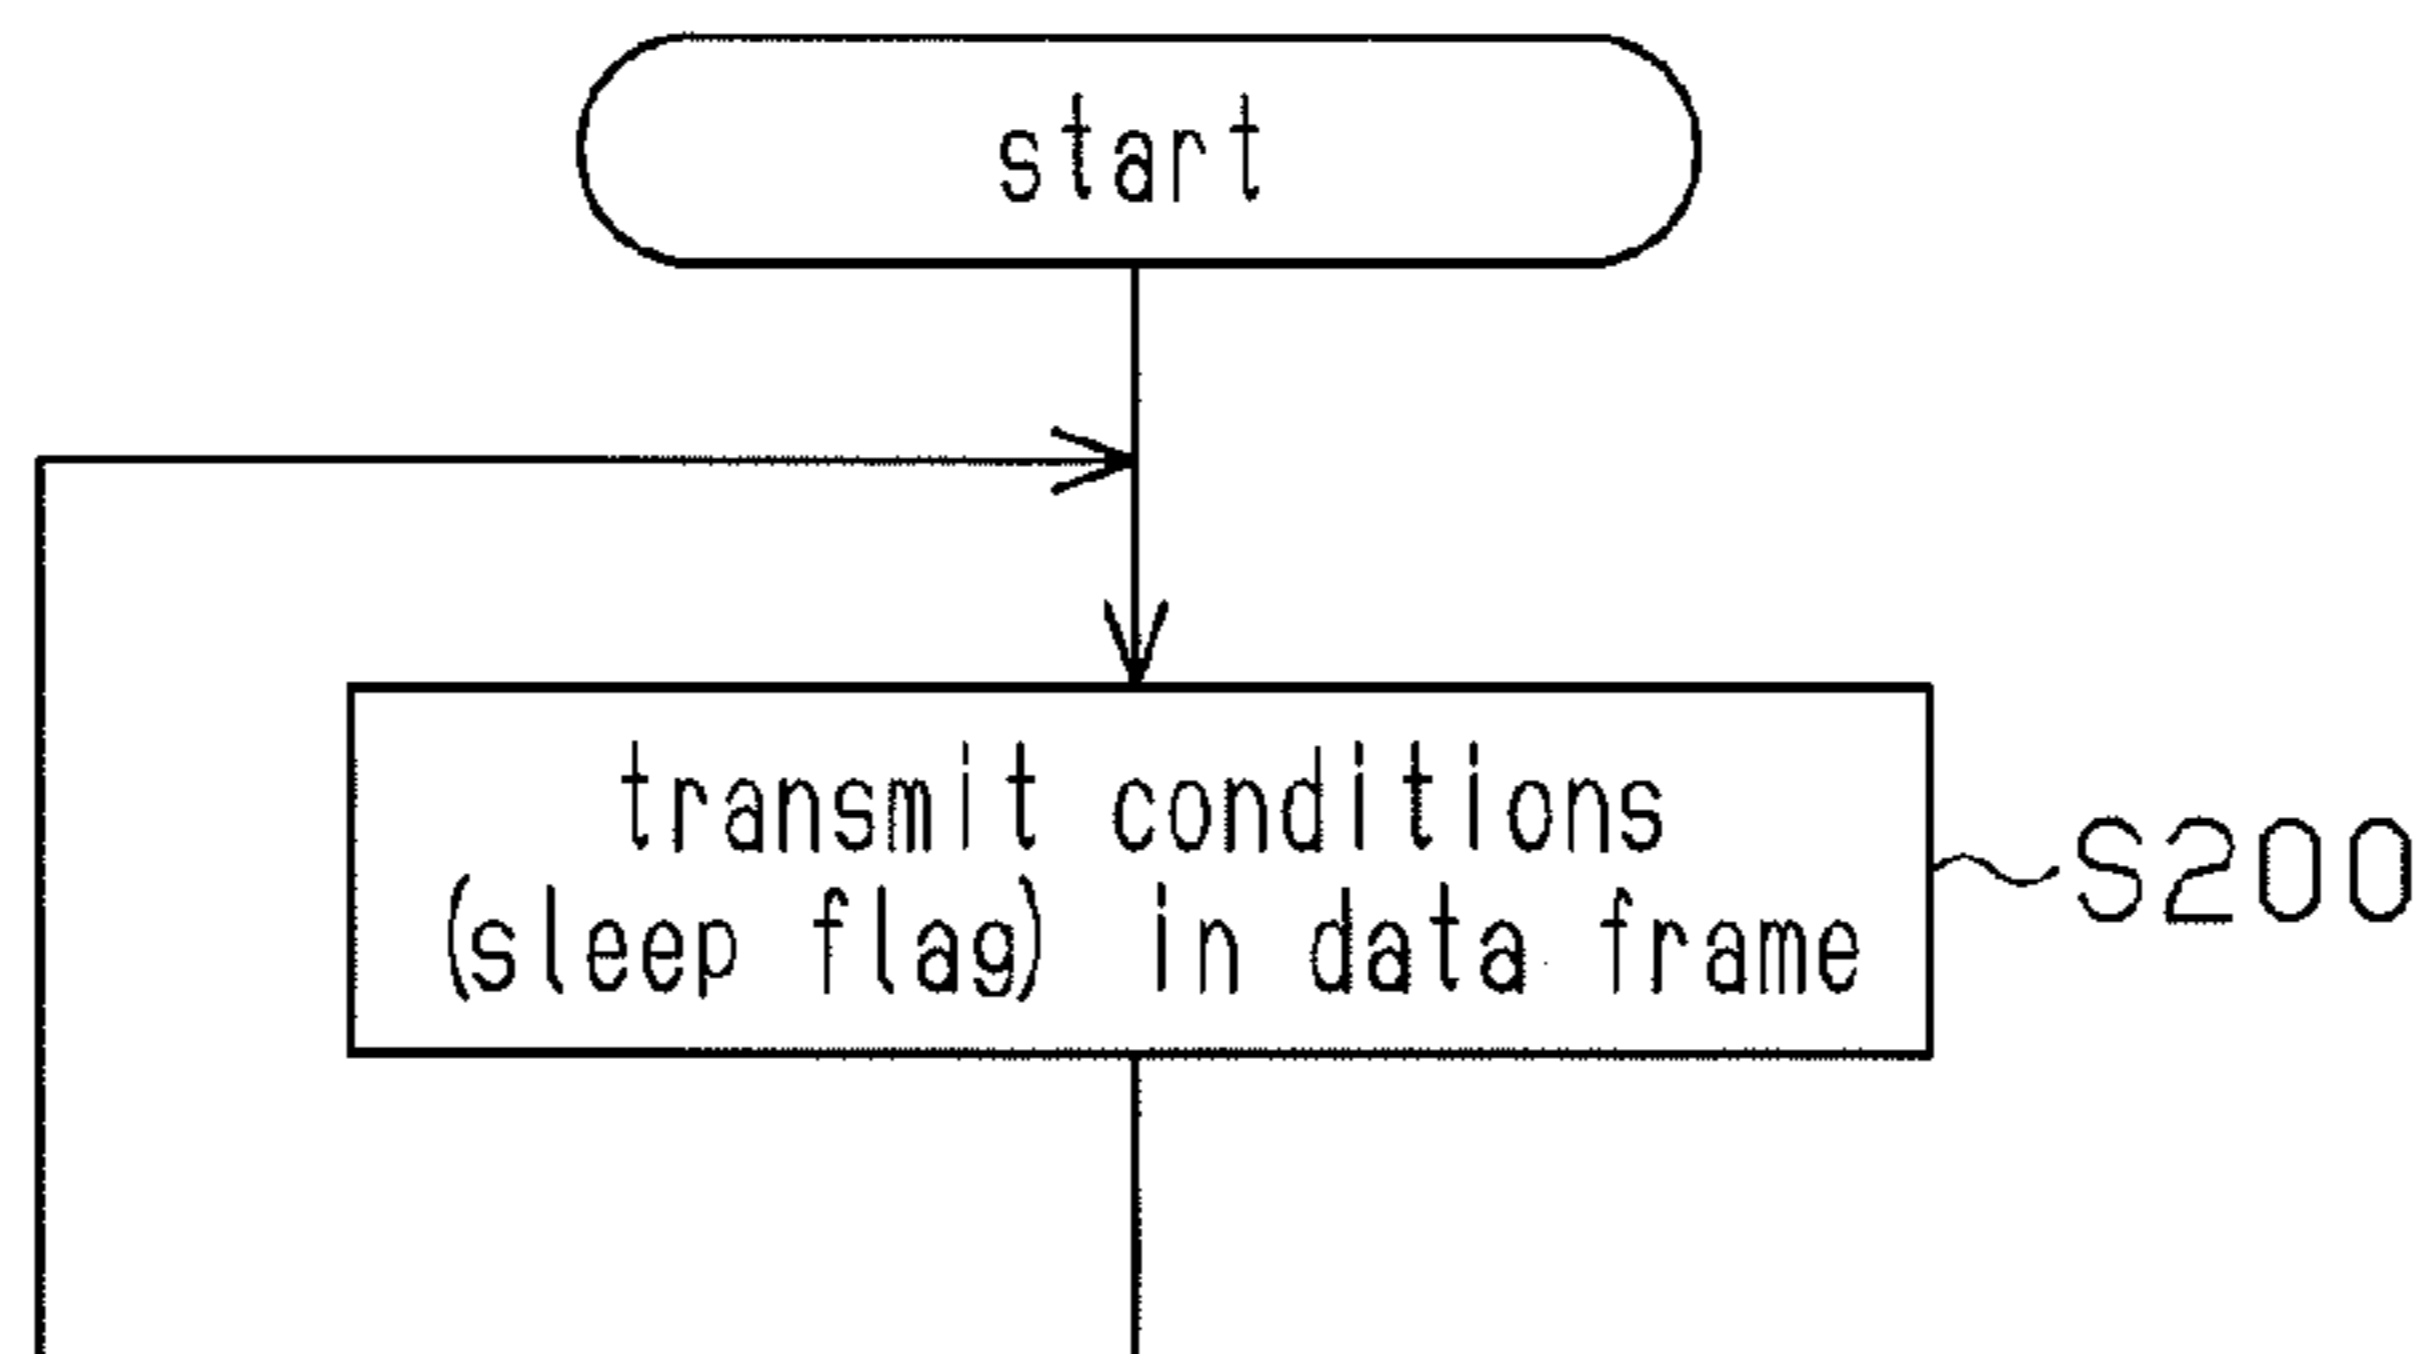 start
transmit conditions
(sleep flag) in data frame
S200